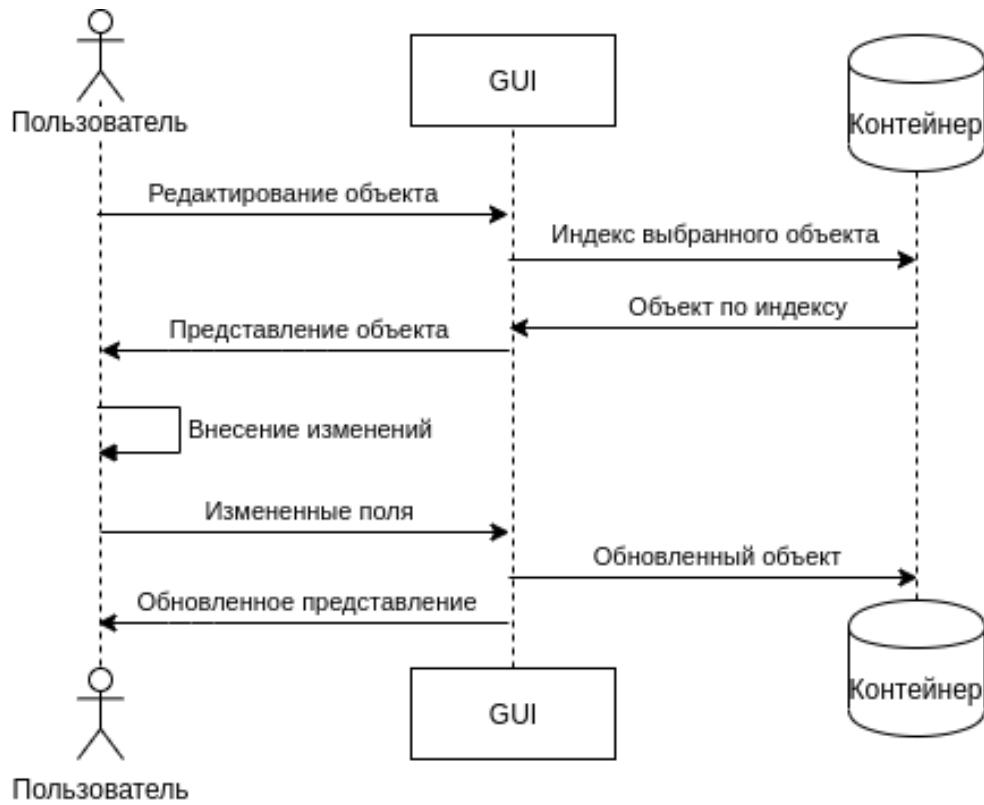 Пользователь
GUI
Контейнер
Редактирование объекта
Индекс выбранного объекта
Объект по индексу
Представление объекта
Внесение изменений
Измененные поля
Обновленный объект
Обновленное представление
Пользователь
GUI
Контейнер